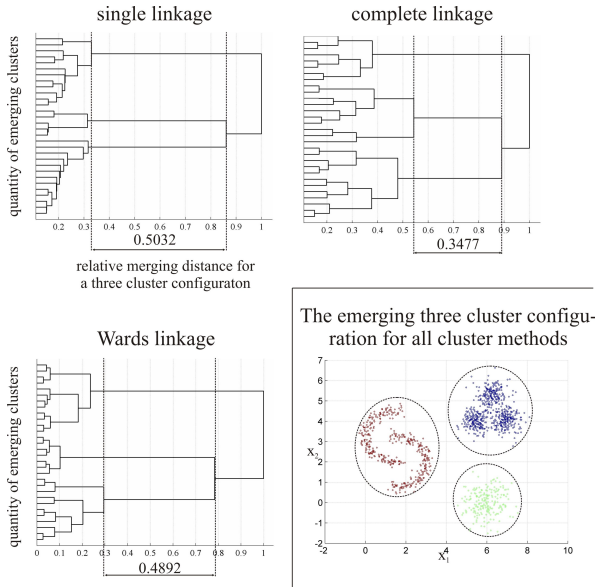 single linkage
quantity of emerging clusters
0.2 0.3 0.4 0.5 0.6 0.7 0.8 0.9 1
0.5032
relative merging distance for
a three cluster configuraton
complete linkage
0.2 0.3 0.4 0.5 0.6 0.7 0.8 0.9 1
0.3477
Wards linkage
quantity of emerging clusters
0 0.1 0.2 0.3 0.4 0.5 0.6 0.7 0.8 0.9 1
0.4892
The emerging three cluster configu-
ration for all cluster methods
7
6
5
4
3
x2
2
1
0
-1
-2
-2 0 2 4 6 8 10
x1